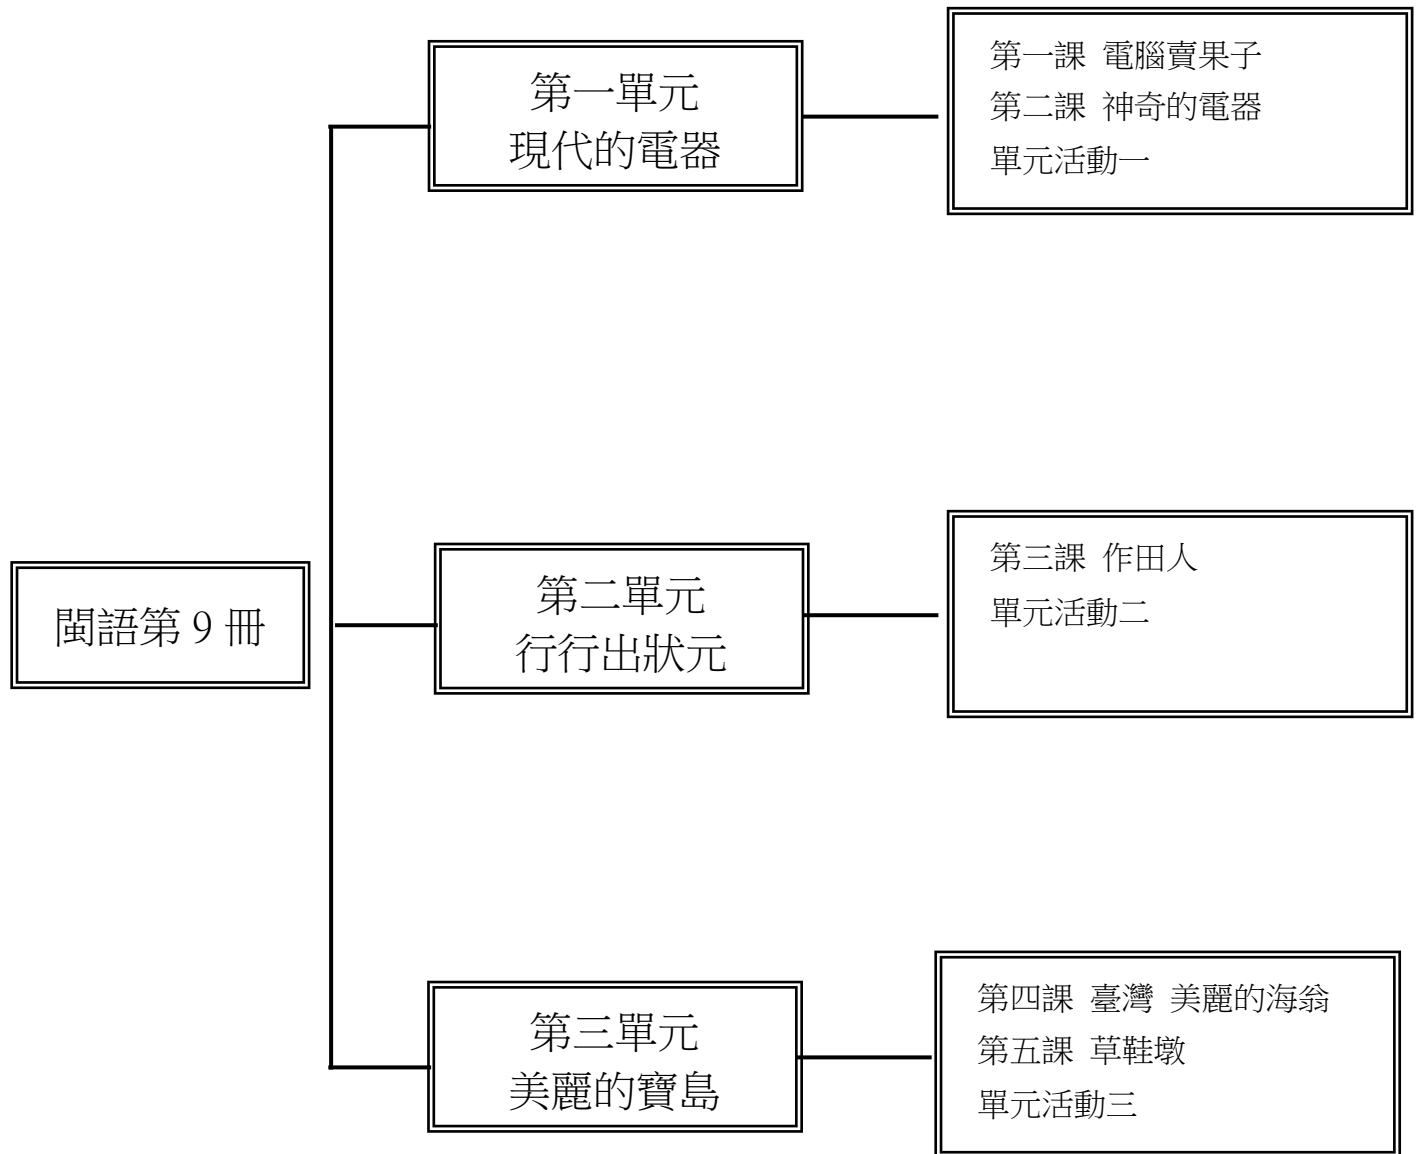 閩語第 9 冊
第一單元
現代的電器
第一課 電腦賣果子
第二課 神奇的電器
單元活動一
第二單元
行行出狀元
第三課 作田人
單元活動二
第三單元
美麗的寶島
第四課 臺灣 美麗的海翁
第五課 草鞋墩
單元活動三